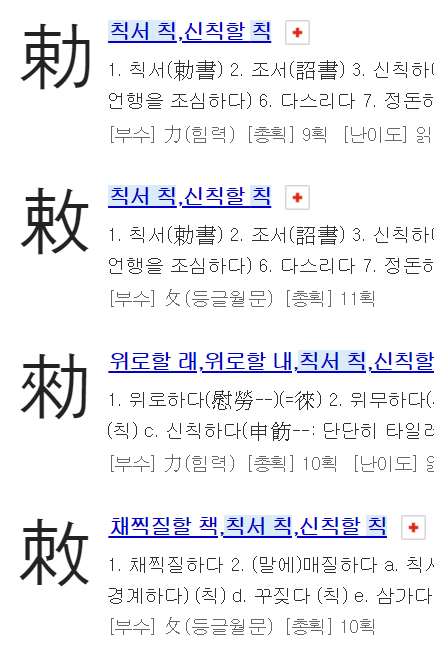 勅
칙서 칙,신칙할 칙
1. 칙서(勅書) 2. 조서(詔書) 3. 신칙하
언행을 조심하다) 6. 다스리다 7. 정돈하
[부수] 力(힘력) [총획] 9획 [난이도] 읽
敕
칙서 칙,신칙할 칙
1. 칙서(勅書) 2. 조서(詔書) 3. 신칙하
언행을 조심하다) 6. 다스리다 7. 정돈하
[부수] 攵(등글월문) [총획] 11획
勑
위로할 래,위로할 내,칙서 칙,신칙할
1. 위로하다(慰勞--)(=徠) 2. 위무하다(
(칙) c. 신칙하다(申飭--: 단단히 타일러
[부수] 力(힘력) [총획] 10획 [난이도] 읽
敇
채찍질할 책,칙서 칙,신칙할 칙
1. 채찍질하다 2. (말에)매질하다 a. 칙서
경계하다) (칙) d. 꾸짖다 (칙) e. 삼가다
[부수] 攵(등글월문) [총획] 10획